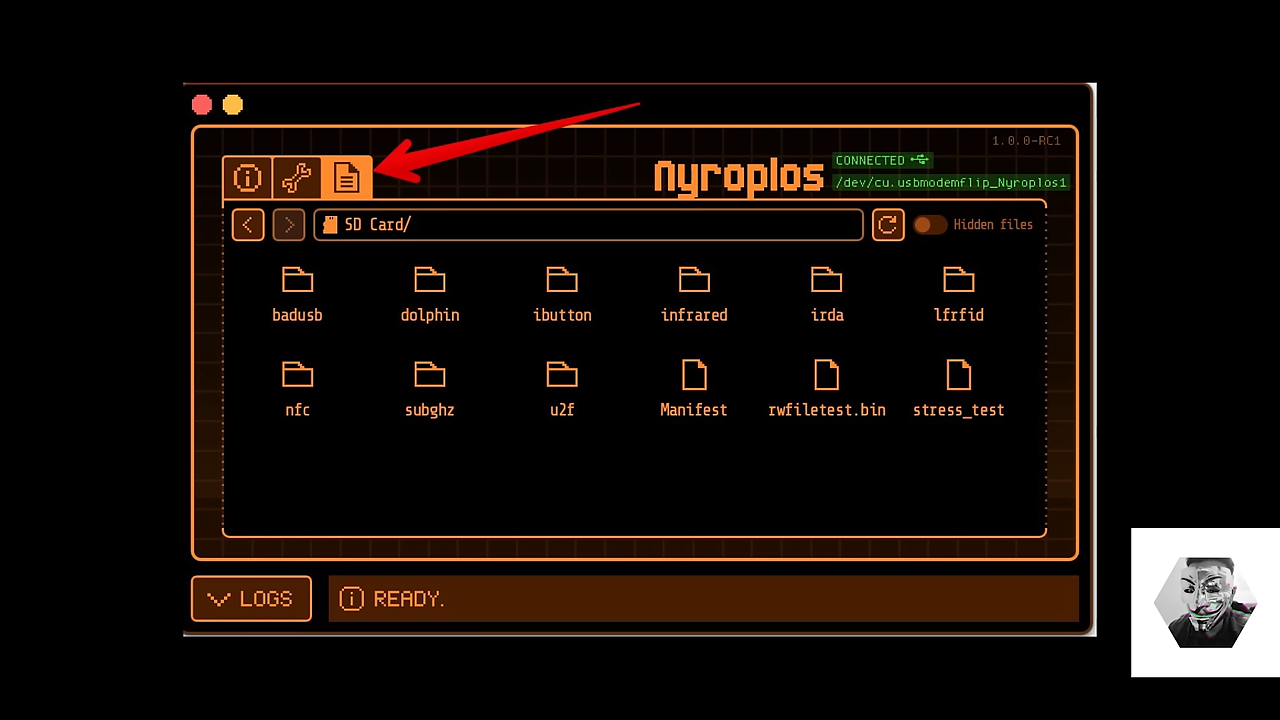 1.0.0-RC1
Nyroplos
CONNECTED
/dev/cu.usbmodemflip_Nyroplos1
SD Card/
Hidden files
badusb dolphin ibutton infrared irda lfrfid
nfc subghz u2f Manifest rwfiletest.bin stress_test
LOGS
READY.